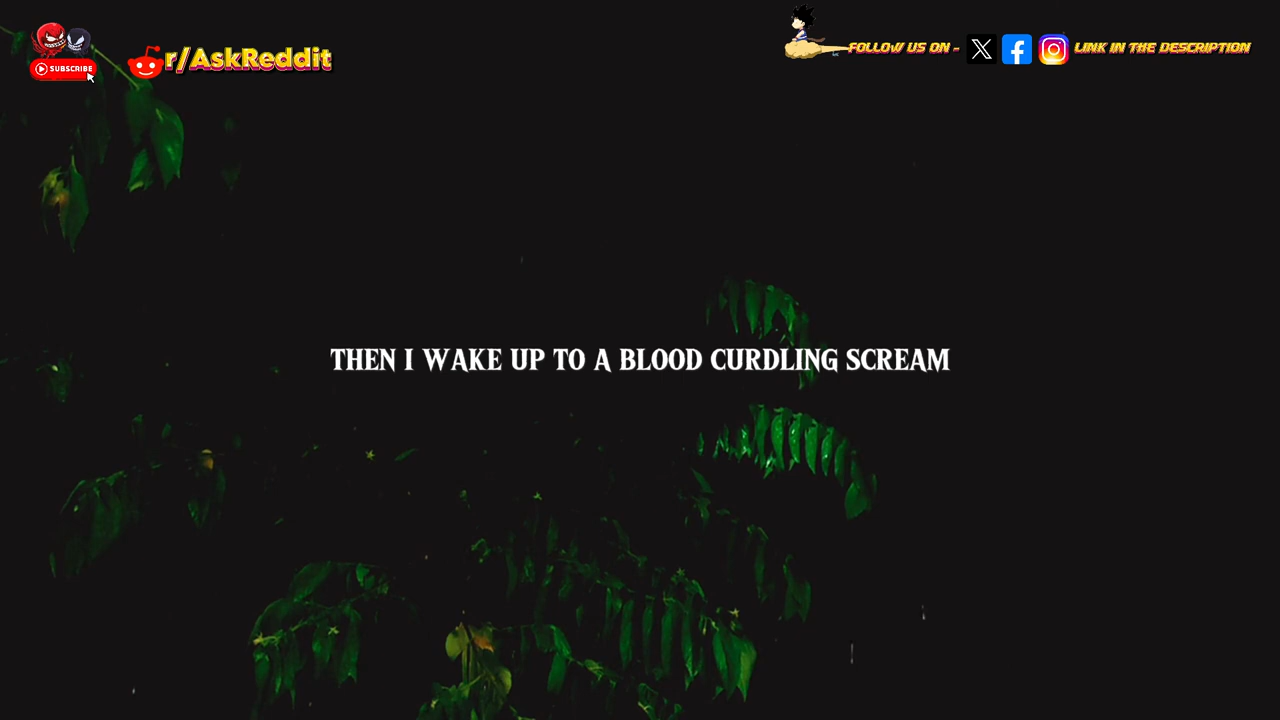 SUBSCRIBE
r/AskReddit
FOLLOW US ON -
LINK IN THE DESCRIPTION
THEN I WAKE UP TO A BLOOD CURDLING SCREAM